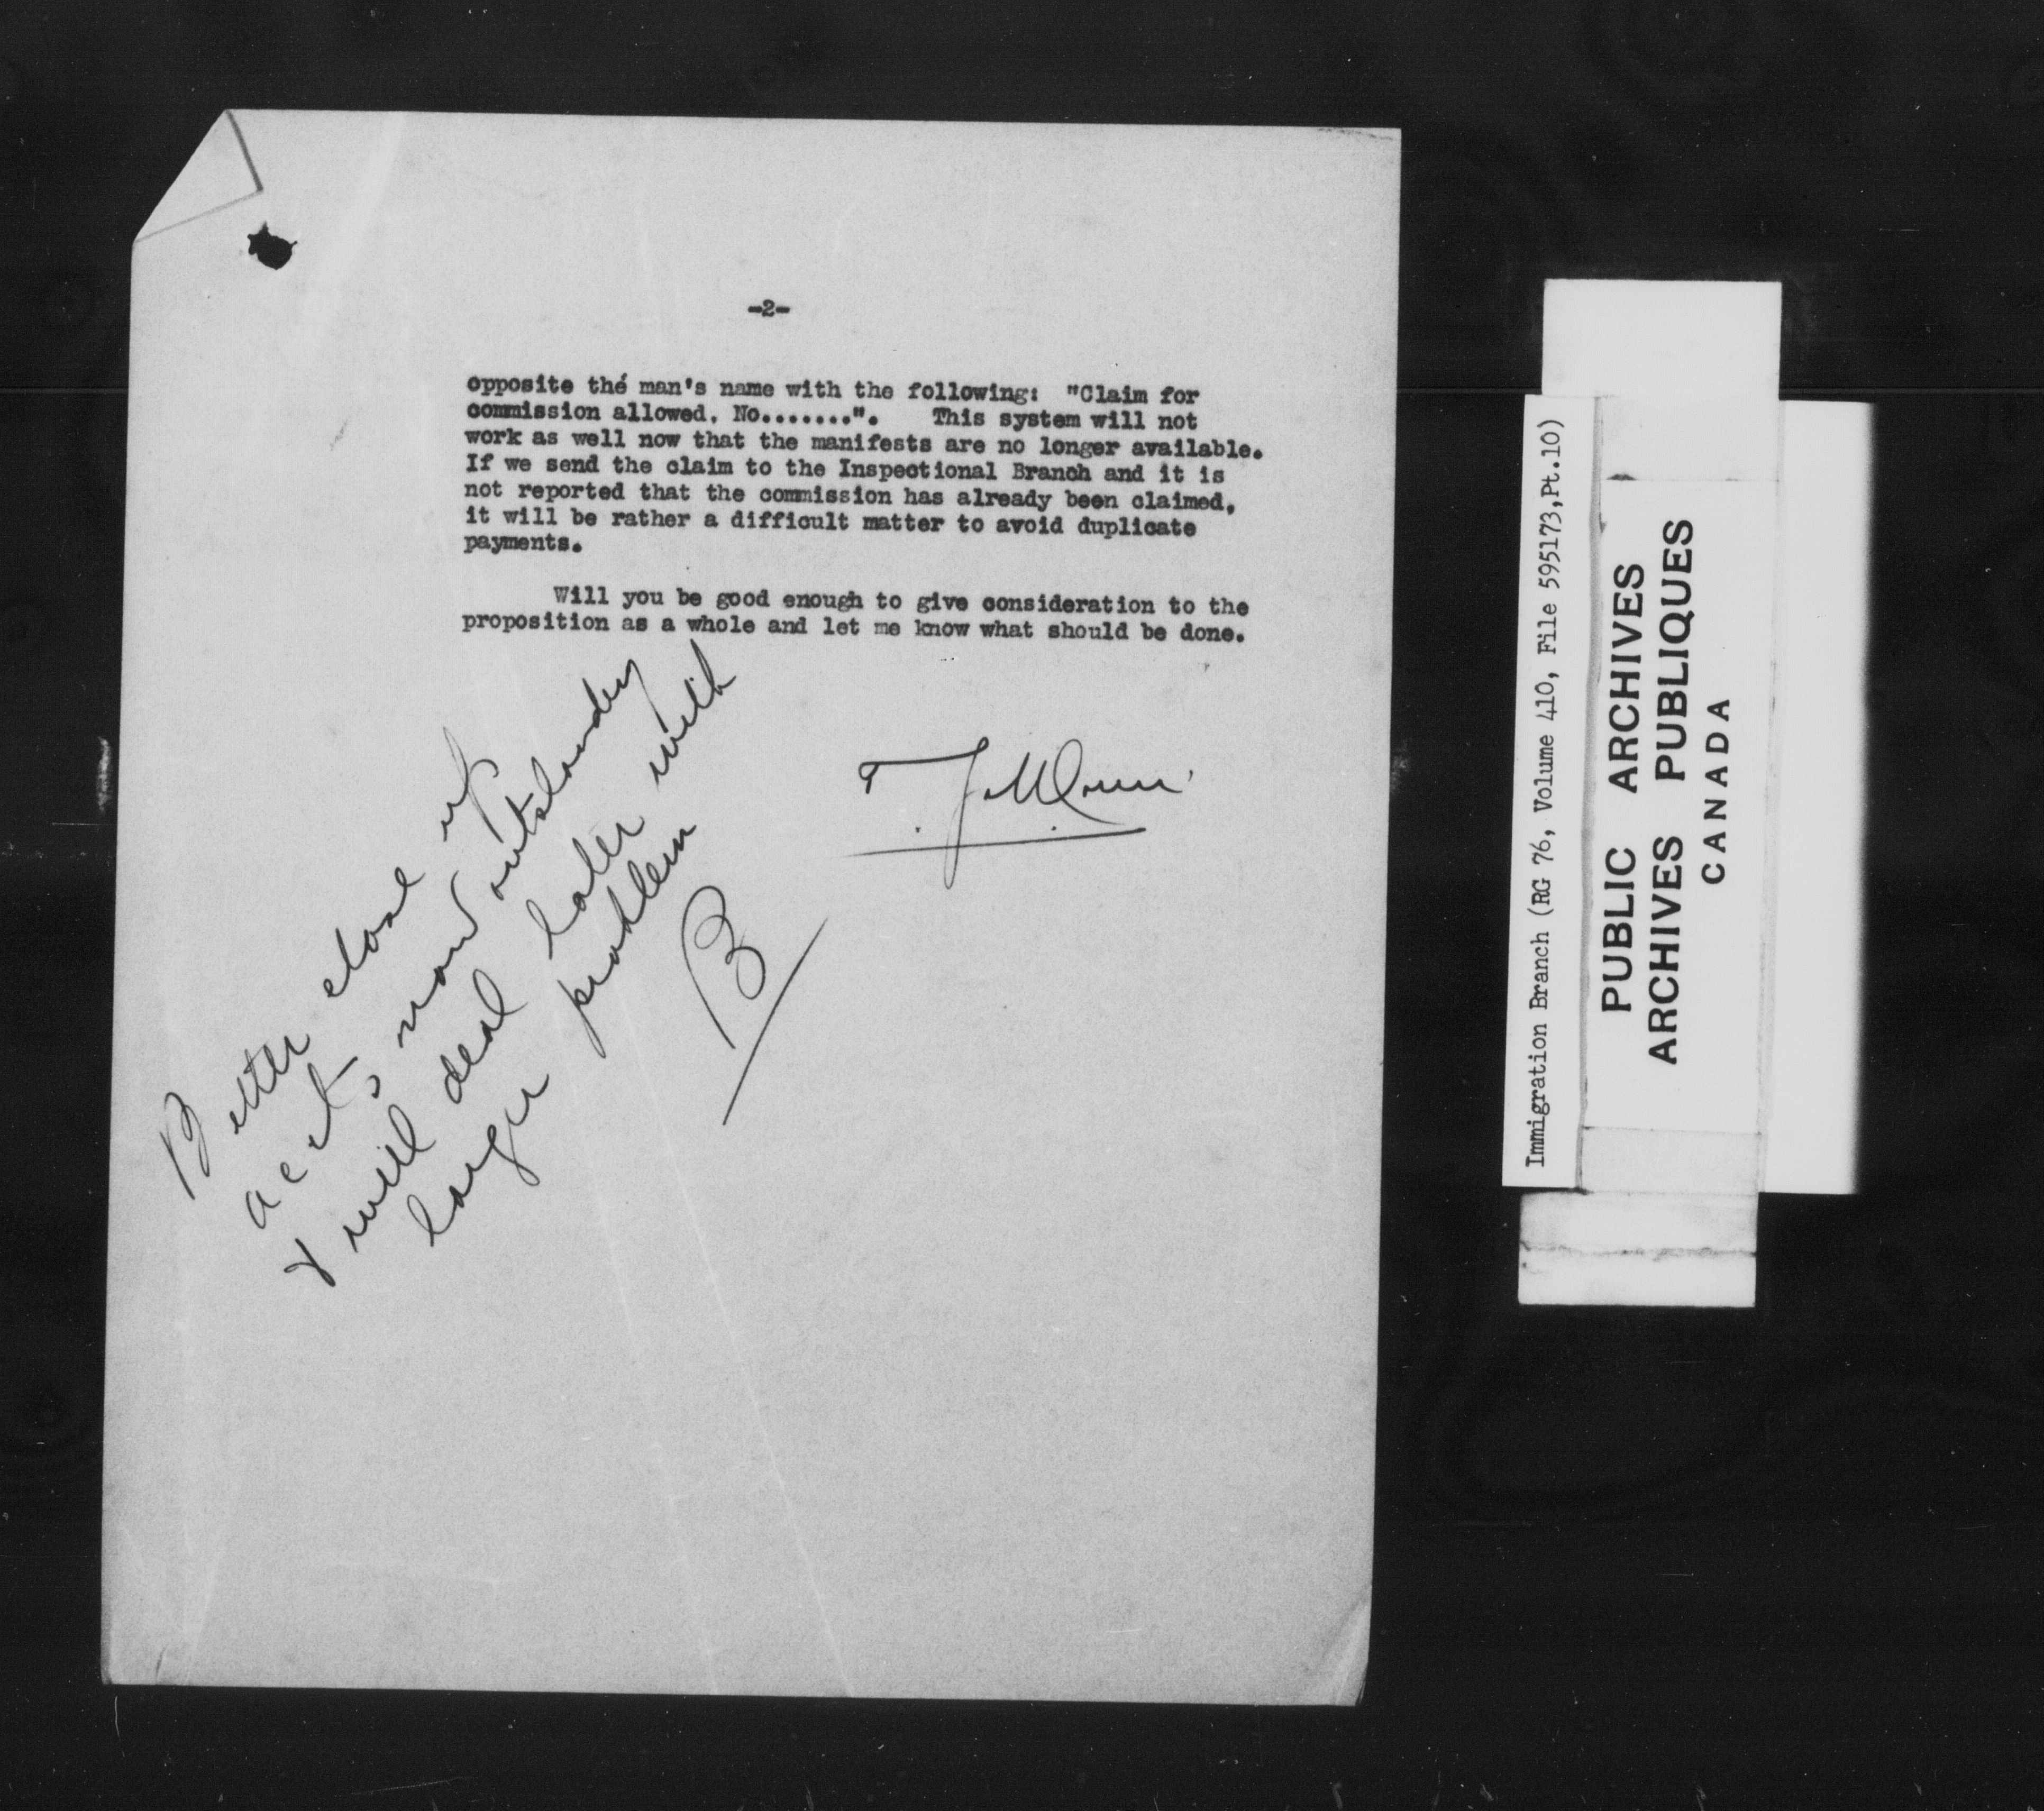 -2-
opposite the man's name with the following: "Claim for
commission allowed. No.......". This system will not
work as well now that the manifests are no longer available.
If we send the claim to the Inspectional Branch and it is
not reported that the commission has already been claimed,
it will be rather a difficult matter to avoid duplicate
payments.
Will you be good enough to give consideration to the
proposition as a whole and let me know what should be done.
Better close up
accts now outstanding
& will deal later with
larger problem
B
Immigration Branch (RG 76, Volume 410, File 595173,Pt.10)
PUBLIC ARCHIVES
ARCHIVES PUBLIQUES
CANADA